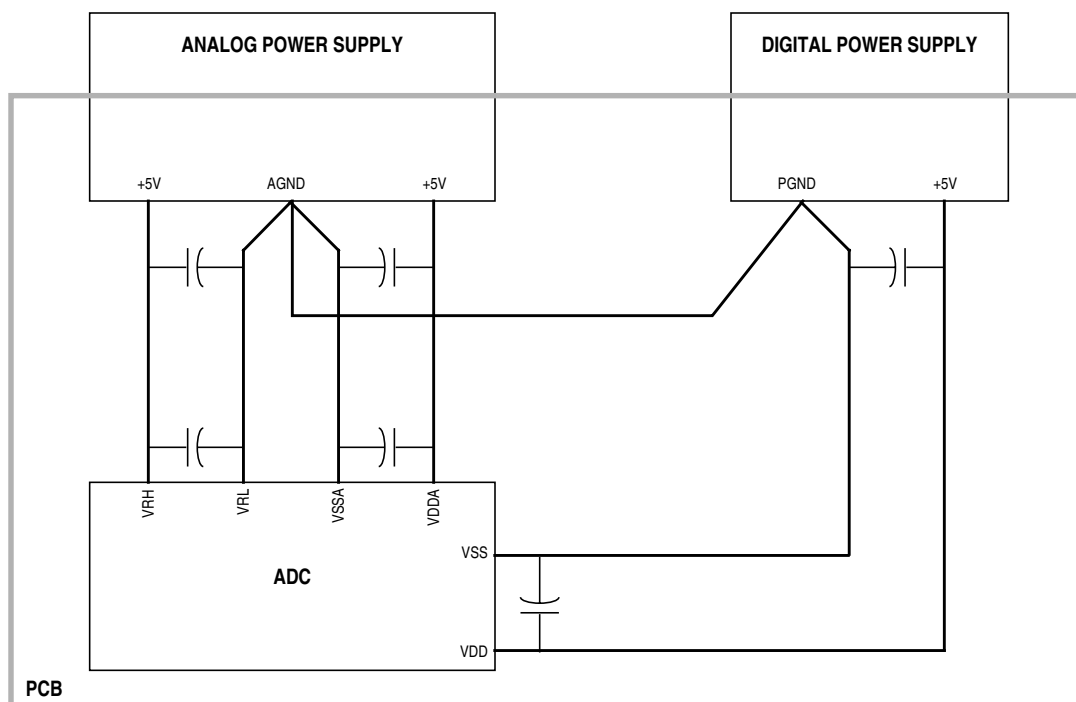 ANALOG POWER SUPPLY
DIGITAL POWER SUPPLY
+5V
AGND
+5V
PGND
+5V
VRH
VRL
VSSA
VDDA
VSS
ADC
VDD
PCB